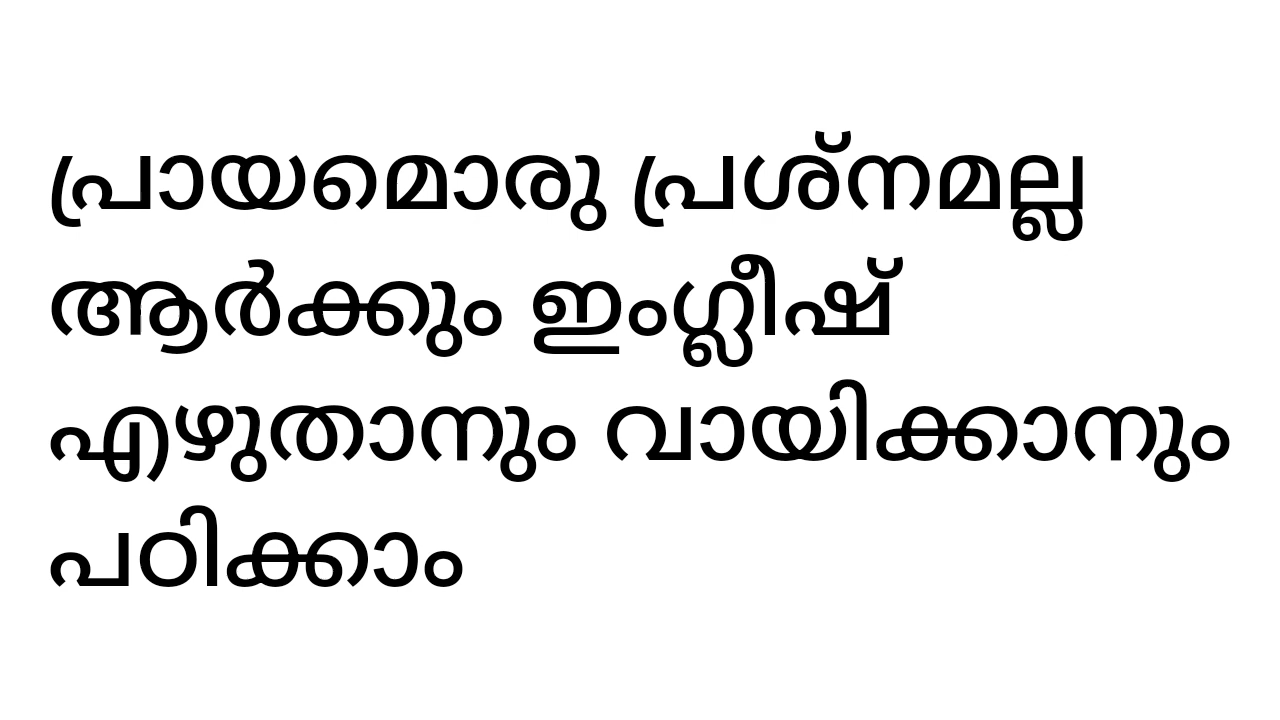 പ്രായമൊരു പ്രശ്നമല്ല
ആർക്കും ഇംഗ്ലീഷ്
എഴുതാനും വായിക്കാനും
പഠിക്കാം